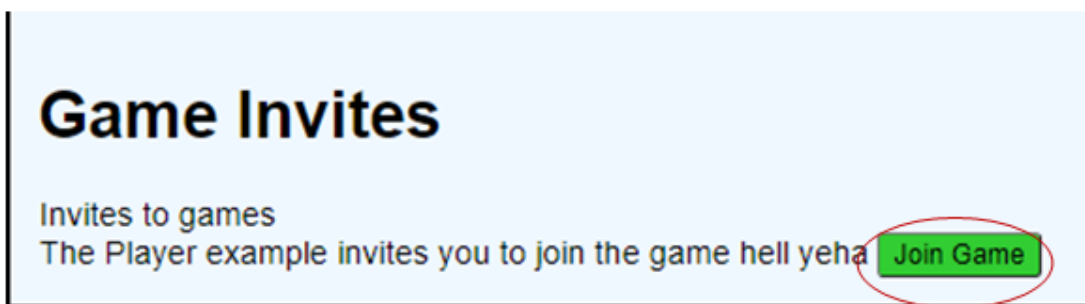 Game Invites
Invites to games
The Player example invites you to join the game hell yeha Join Game